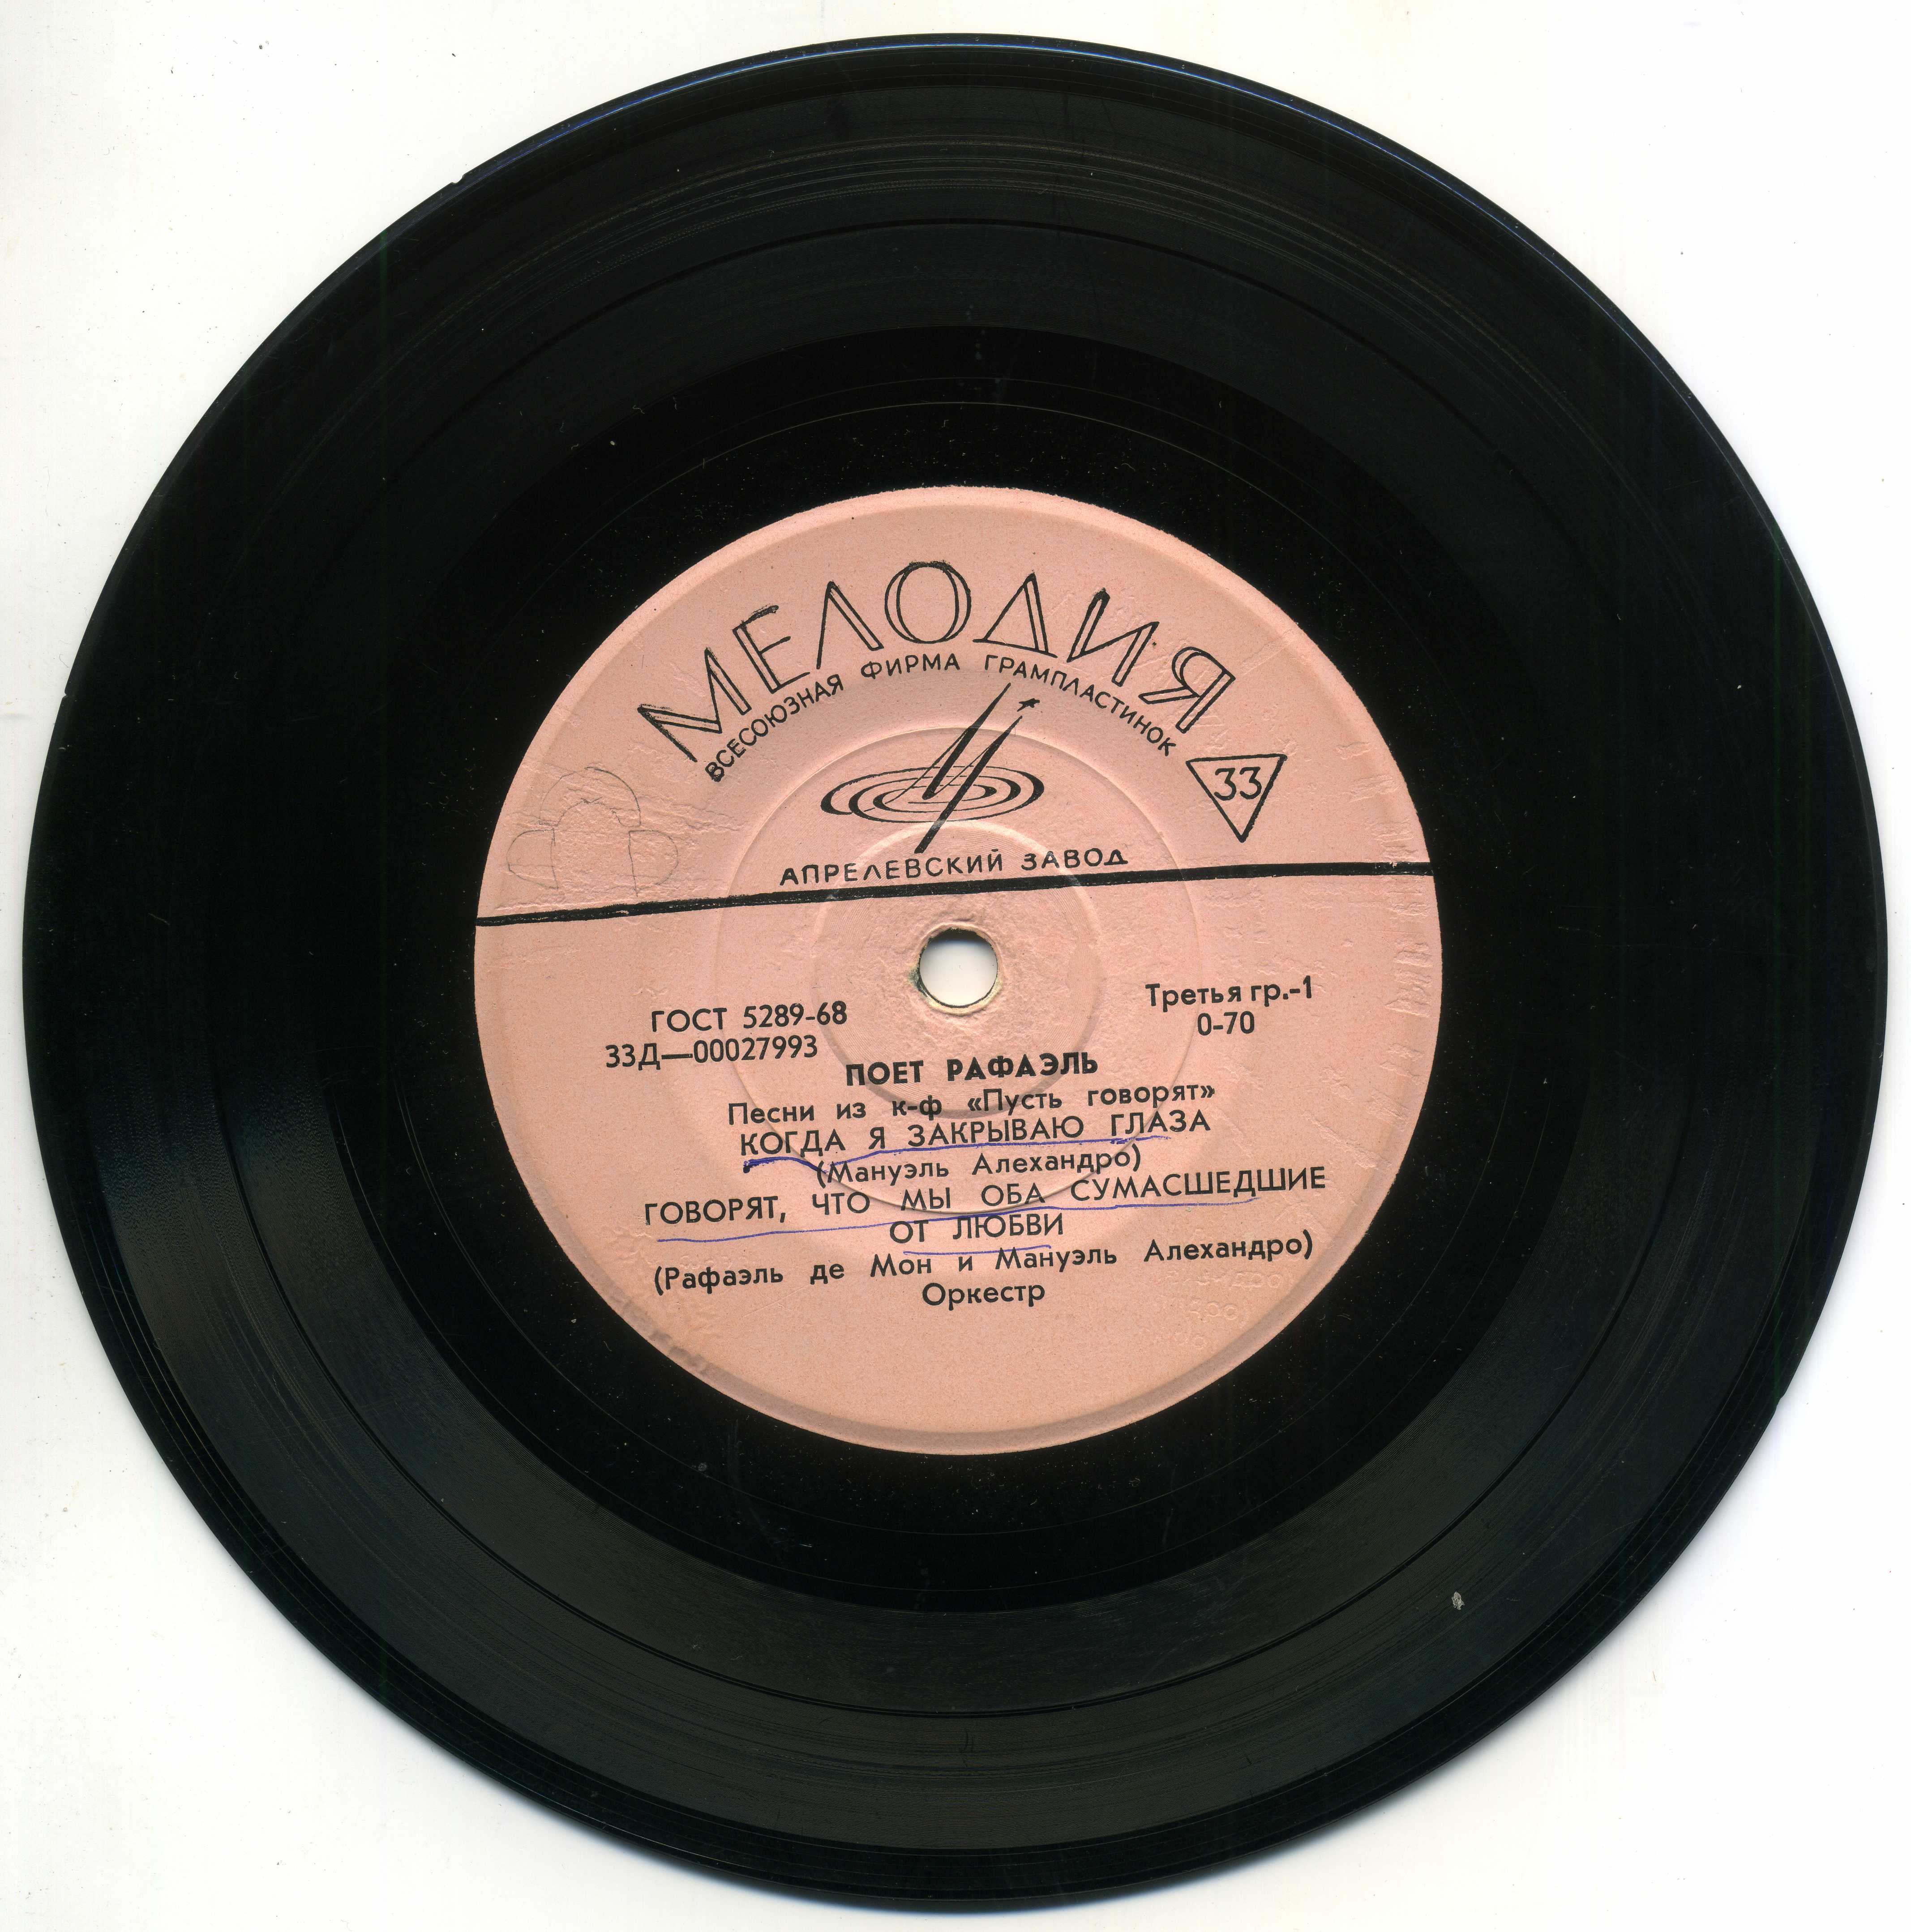 МЕЛОДИЯ
ВСЕСОЮЗНАЯ ФИРМА ГРАМПЛАСТИНОК
33
АПРЕЛЕВСКИЙ ЗАВОД
ГОСТ 5289-68
33Д—00027993
Третья гр.-1
0-70
ПОЕТ РАФАЭЛЬ
Песни из к-ф «Пусть говорят»
КОГДА Я ЗАКРЫВАЮ ГЛАЗА
(Мануэль Алехандро)
ГОВОРЯТ, ЧТО МЫ ОБА СУМАСШЕДШИЕ
ОТ ЛЮБВИ
(Рафаэль де Мон и Мануэль Алехандро)
Оркестр